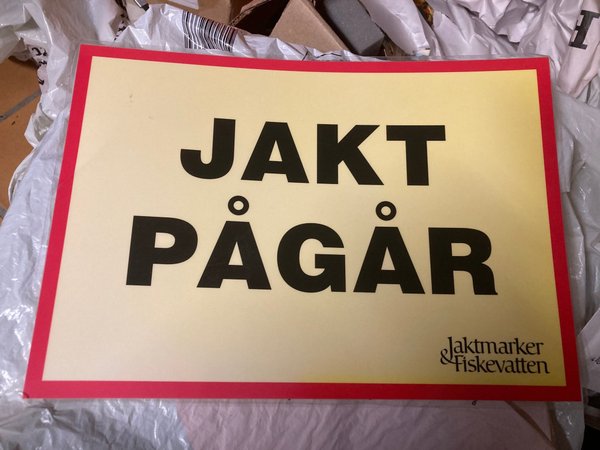 JAKT
PÅGÅR
Jaktmarker
& Fiskevatten